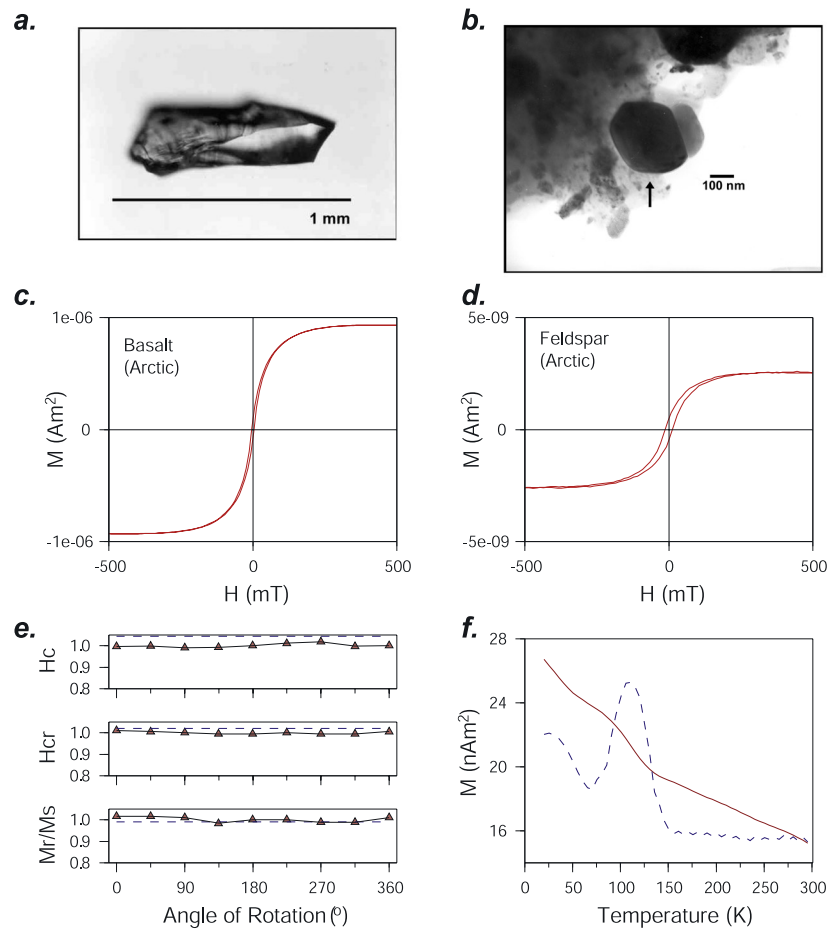 a.
1 mm
b.
100 nm
c.
1e-06
0
-1e-06
M (Am²)
Basalt
(Arctic)
-500
0
500
H (mT)
d.
5e-09
0
-5e-09
M (Am²)
Feldspar
(Arctic)
-500
0
500
H (mT)
e.
Hc
1.0
0.9
0.8
Hcr
1.0
0.9
0.8
Mr/Ms
1.0
0.9
0.8
0
90
180
270
360
Angle of Rotation (º)
f.
28
24
20
16
M (nAm²)
0
50
100
150
200
250
300
Temperature (K)